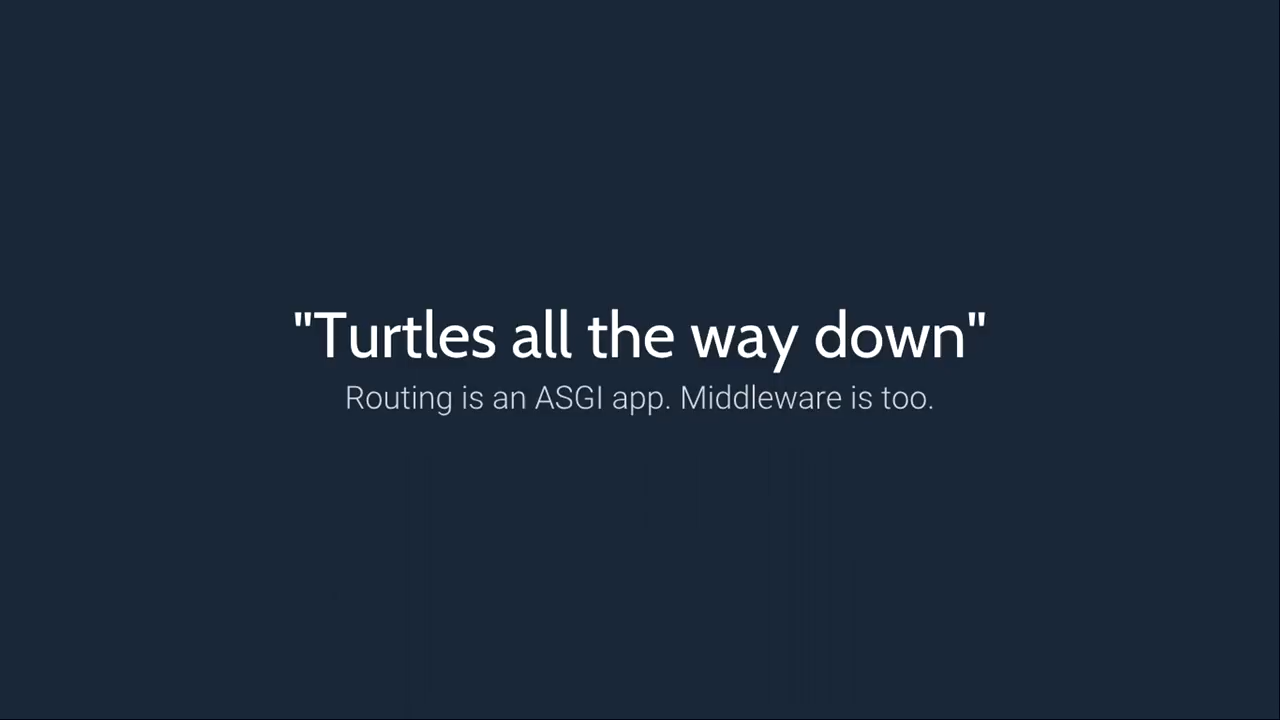 "Turtles all the way down"
Routing is an ASGI app. Middleware is too.